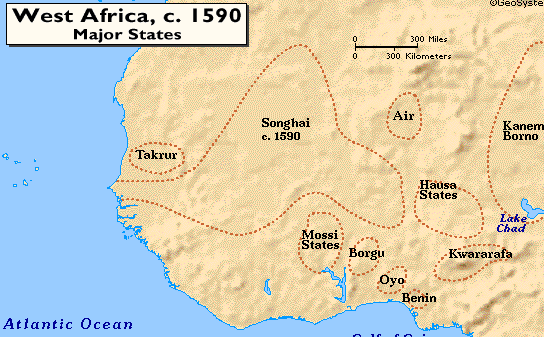 West Africa, c. 1590
Major States
©GeoSyste
0 300 Miles
0 300 Kilometers
Songhai
c. 1590
Air
Kanem
Borno
Takrur
Hausa
States
Lake
Chad
Mossi
States
Borgu
Kwararafa
Oyo
Benin
Atlantic Ocean